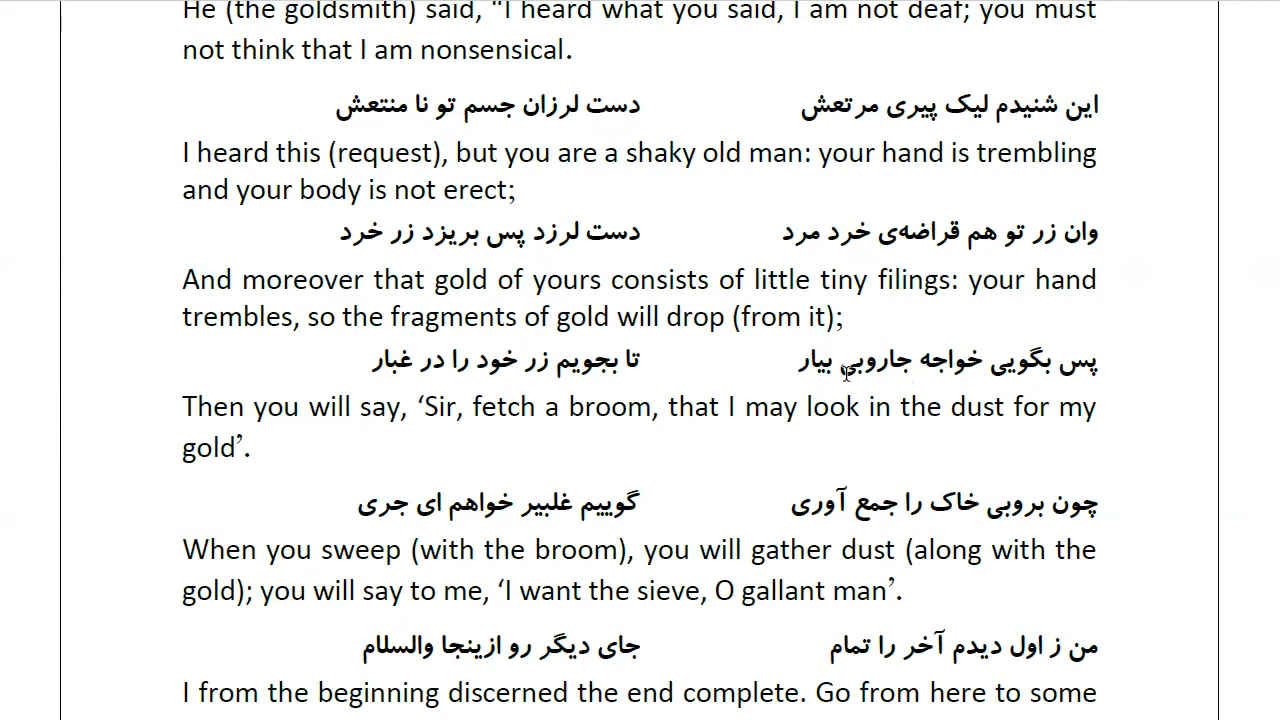 He (the goldsmith) said, “I heard what you said, I am not deaf; you must
not think that I am nonsensical.
این شنیدم لیک پیری مرتعش دست لرزان جسم تو نا منتعش
I heard this (request), but you are a shaky old man: your hand is trembling
and your body is not erect;
وان زر تو هم قراضه‌ی خرد مرد دست لرزد پس بریزد زر خرد
And moreover that gold of yours consists of little tiny filings: your hand
trembles, so the fragments of gold will drop (from it);
پس بگویی خواجه جاروبی بیار تا بجویم زر خود را در غبار
Then you will say, ‘Sir, fetch a broom, that I may look in the dust for my
gold’.
چون بروبی خاک را جمع آوری گوییم غلبیر خواهم ای جری
When you sweep (with the broom), you will gather dust (along with the
gold); you will say to me, ‘I want the sieve, O gallant man’.
من ز اول دیدم آخر را تمام جای دیگر رو ازینجا والسلام
I from the beginning discerned the end complete. Go from here to some